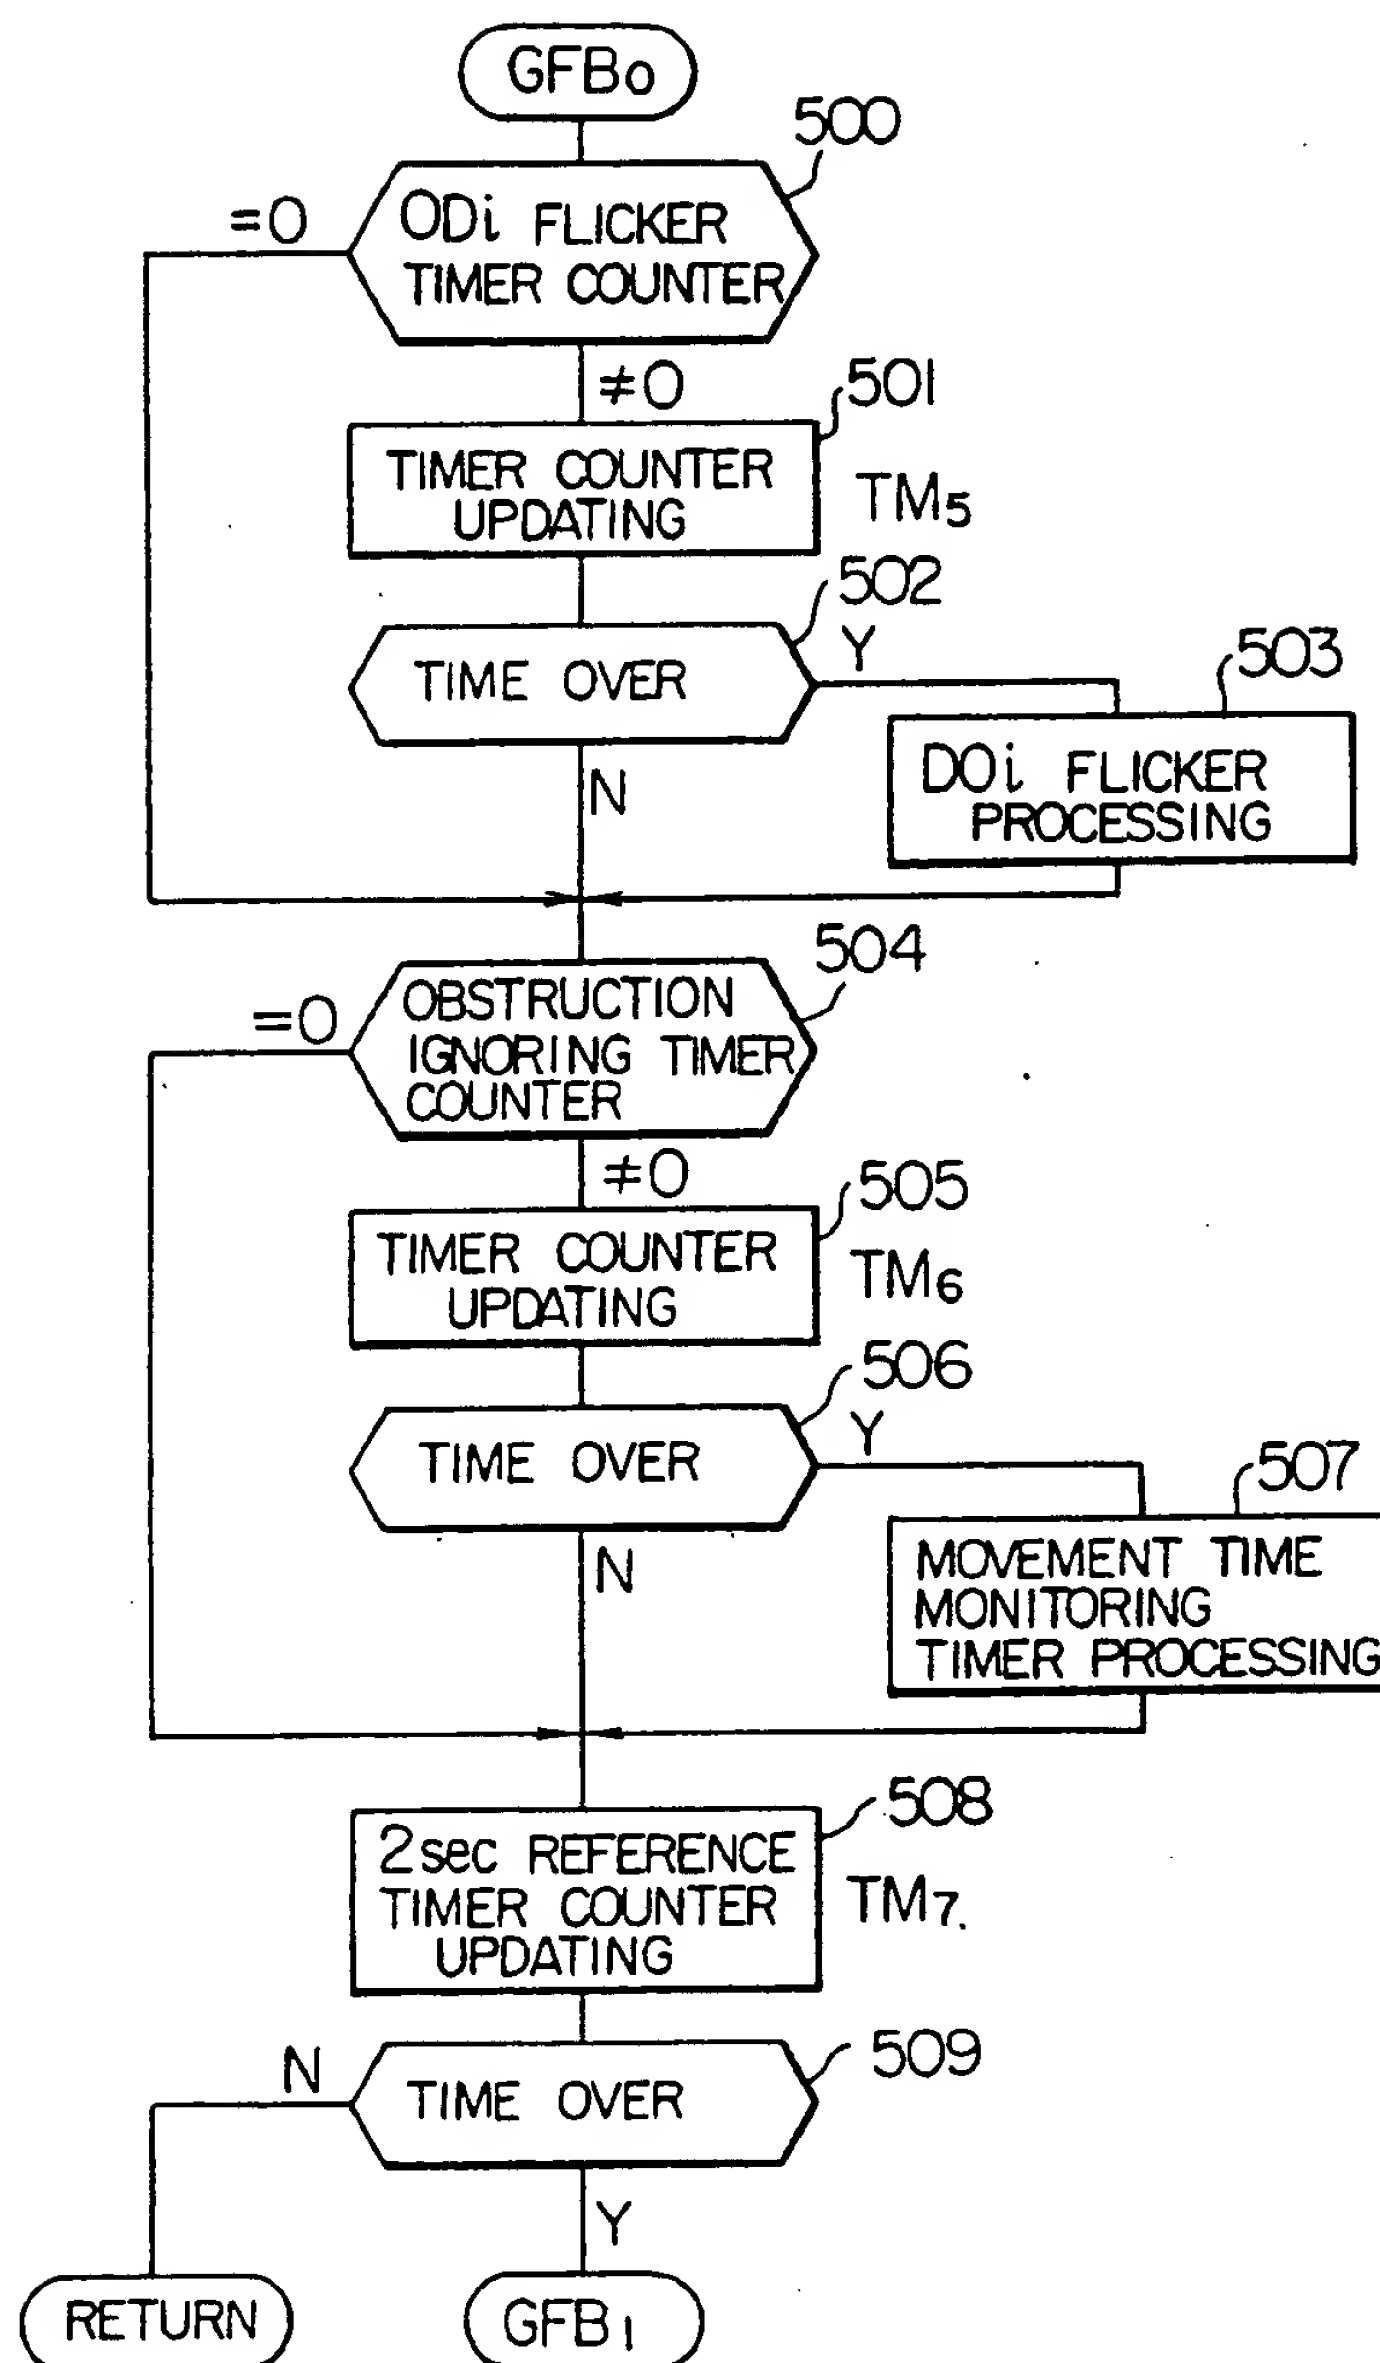 GFB0
500
=0
ODi FLICKER
TIMER COUNTER
≠0
501
TIMER COUNTER
UPDATING
TM5
502
TIME OVER
Y
503
N
DOi FLICKER
PROCESSING
504
=0
OBSTRUCTION
IGNORING TIMER
COUNTER
≠0
505
TIMER COUNTER
UPDATING
TM6
506
TIME OVER
Y
507
N
MOVEMENT TIME
MONITORING
TIMER PROCESSING
508
2sec REFERENCE
TIMER COUNTER
UPDATING
TM7.
509
N
TIME OVER
Y
RETURN
GFB1